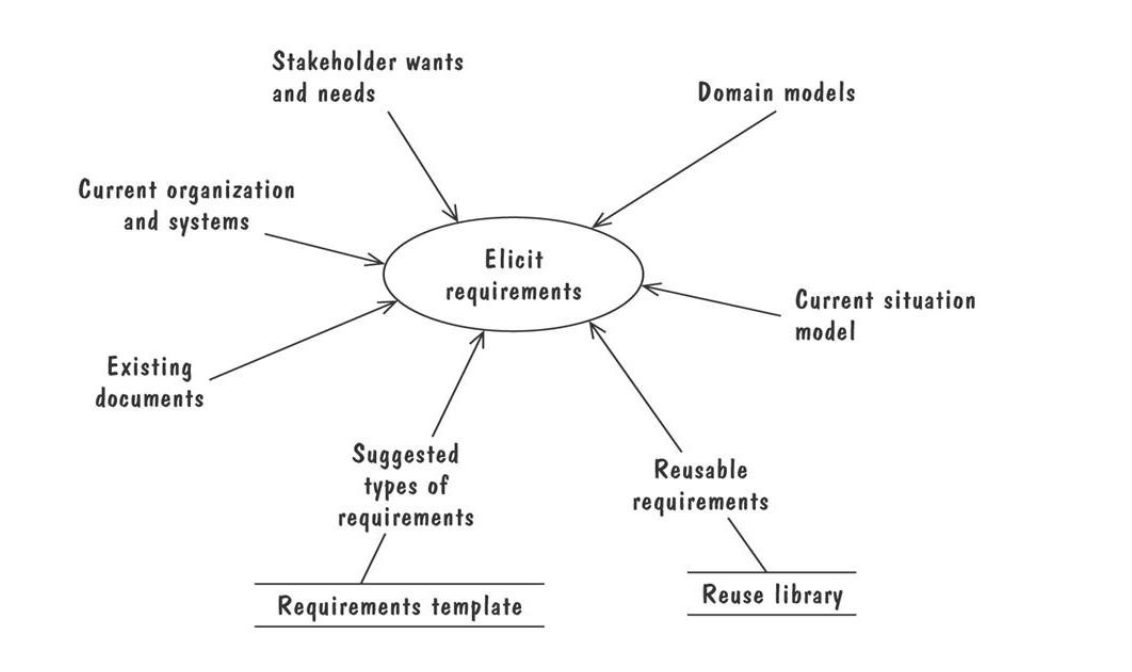 Stakeholder wants
and needs
Domain models
Current organization
and systems
Elicit
requirements
Current situation
model
Existing
documents
Suggested
types of
requirements
Reusable
requirements
Requirements template
Reuse library